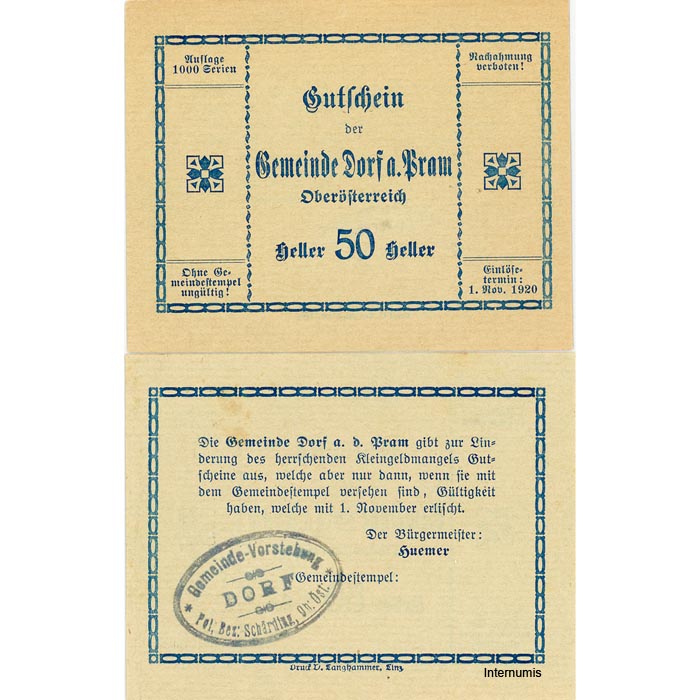 Auflage
1000 Serien
Nachahmung
verboten!
Gutschein
der
Gemeinde Dorf a. Pram
Oberösterreich
Heller 50 Heller
Ohne Ge-
meindestempel
ungültig!
Einlöse-
termin:
1. Nov. 1920
Die Gemeinde Dorf a. d. Pram gibt zur Lin-
derung des herrschenden Kleingeldmangels Gut-
scheine aus, welche aber nur dann, wenn sie mit
dem Gemeindestempel versehen sind, Gültigkeit
haben, welche mit 1. November erlischt.
Der Bürgermeister:
Huemer
Gemeindestempel:
Gemeinde-Vorstehung
DORF
* Pol. Bez. Schärding, Ob. Öst. *
Druck V. Langhammer, Linz
Internumis